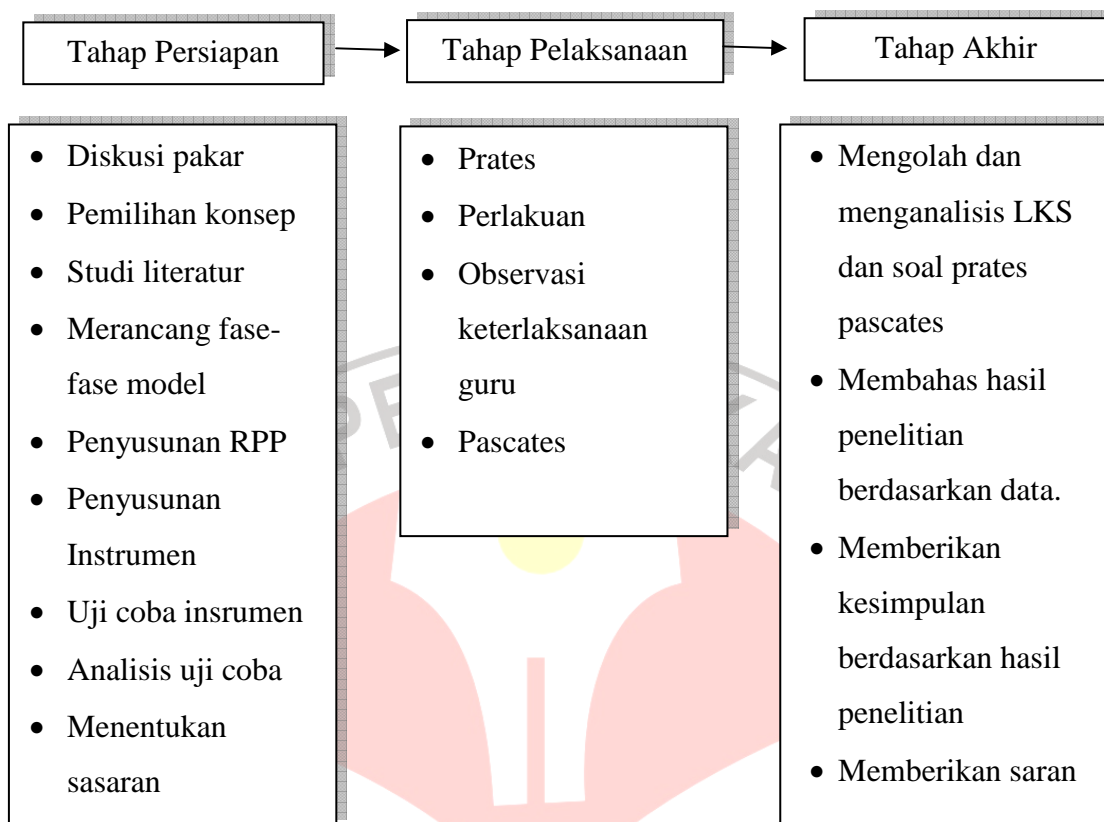 Tahap Persiapan
Tahap Pelaksanaan
Tahap Akhir
• Diskusi pakar
• Pemilihan konsep
• Studi literatur
• Merancang fase-
fase model
• Penyusunan RPP
• Penyusunan
Instrumen
• Uji coba insrumen
• Analisis uji coba
• Menentukan
sasaran
• Prates
• Perlakuan
• Observasi
keterlaksanaan
guru
• Pascates
• Mengolah dan
menganalisis LKS
dan soal prates
pascates
• Membahas hasil
penelitian
berdasarkan data.
• Memberikan
kesimpulan
berdasarkan hasil
penelitian
• Memberikan saran